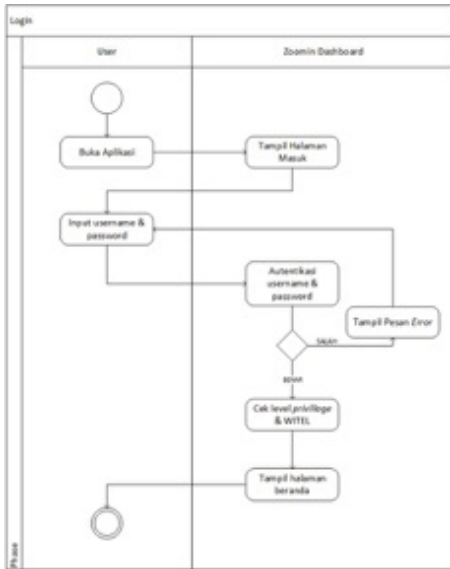 Login
User
Zoomin Dashboard
Buka Aplikasi
Tampil Halaman
Masuk
Input username &
password
Autentikasi
username &
password
Tampil Pesan Error
SALAH
BENAR
Cek level privillage
& WITEL
Tampil halaman
beranda
Phase